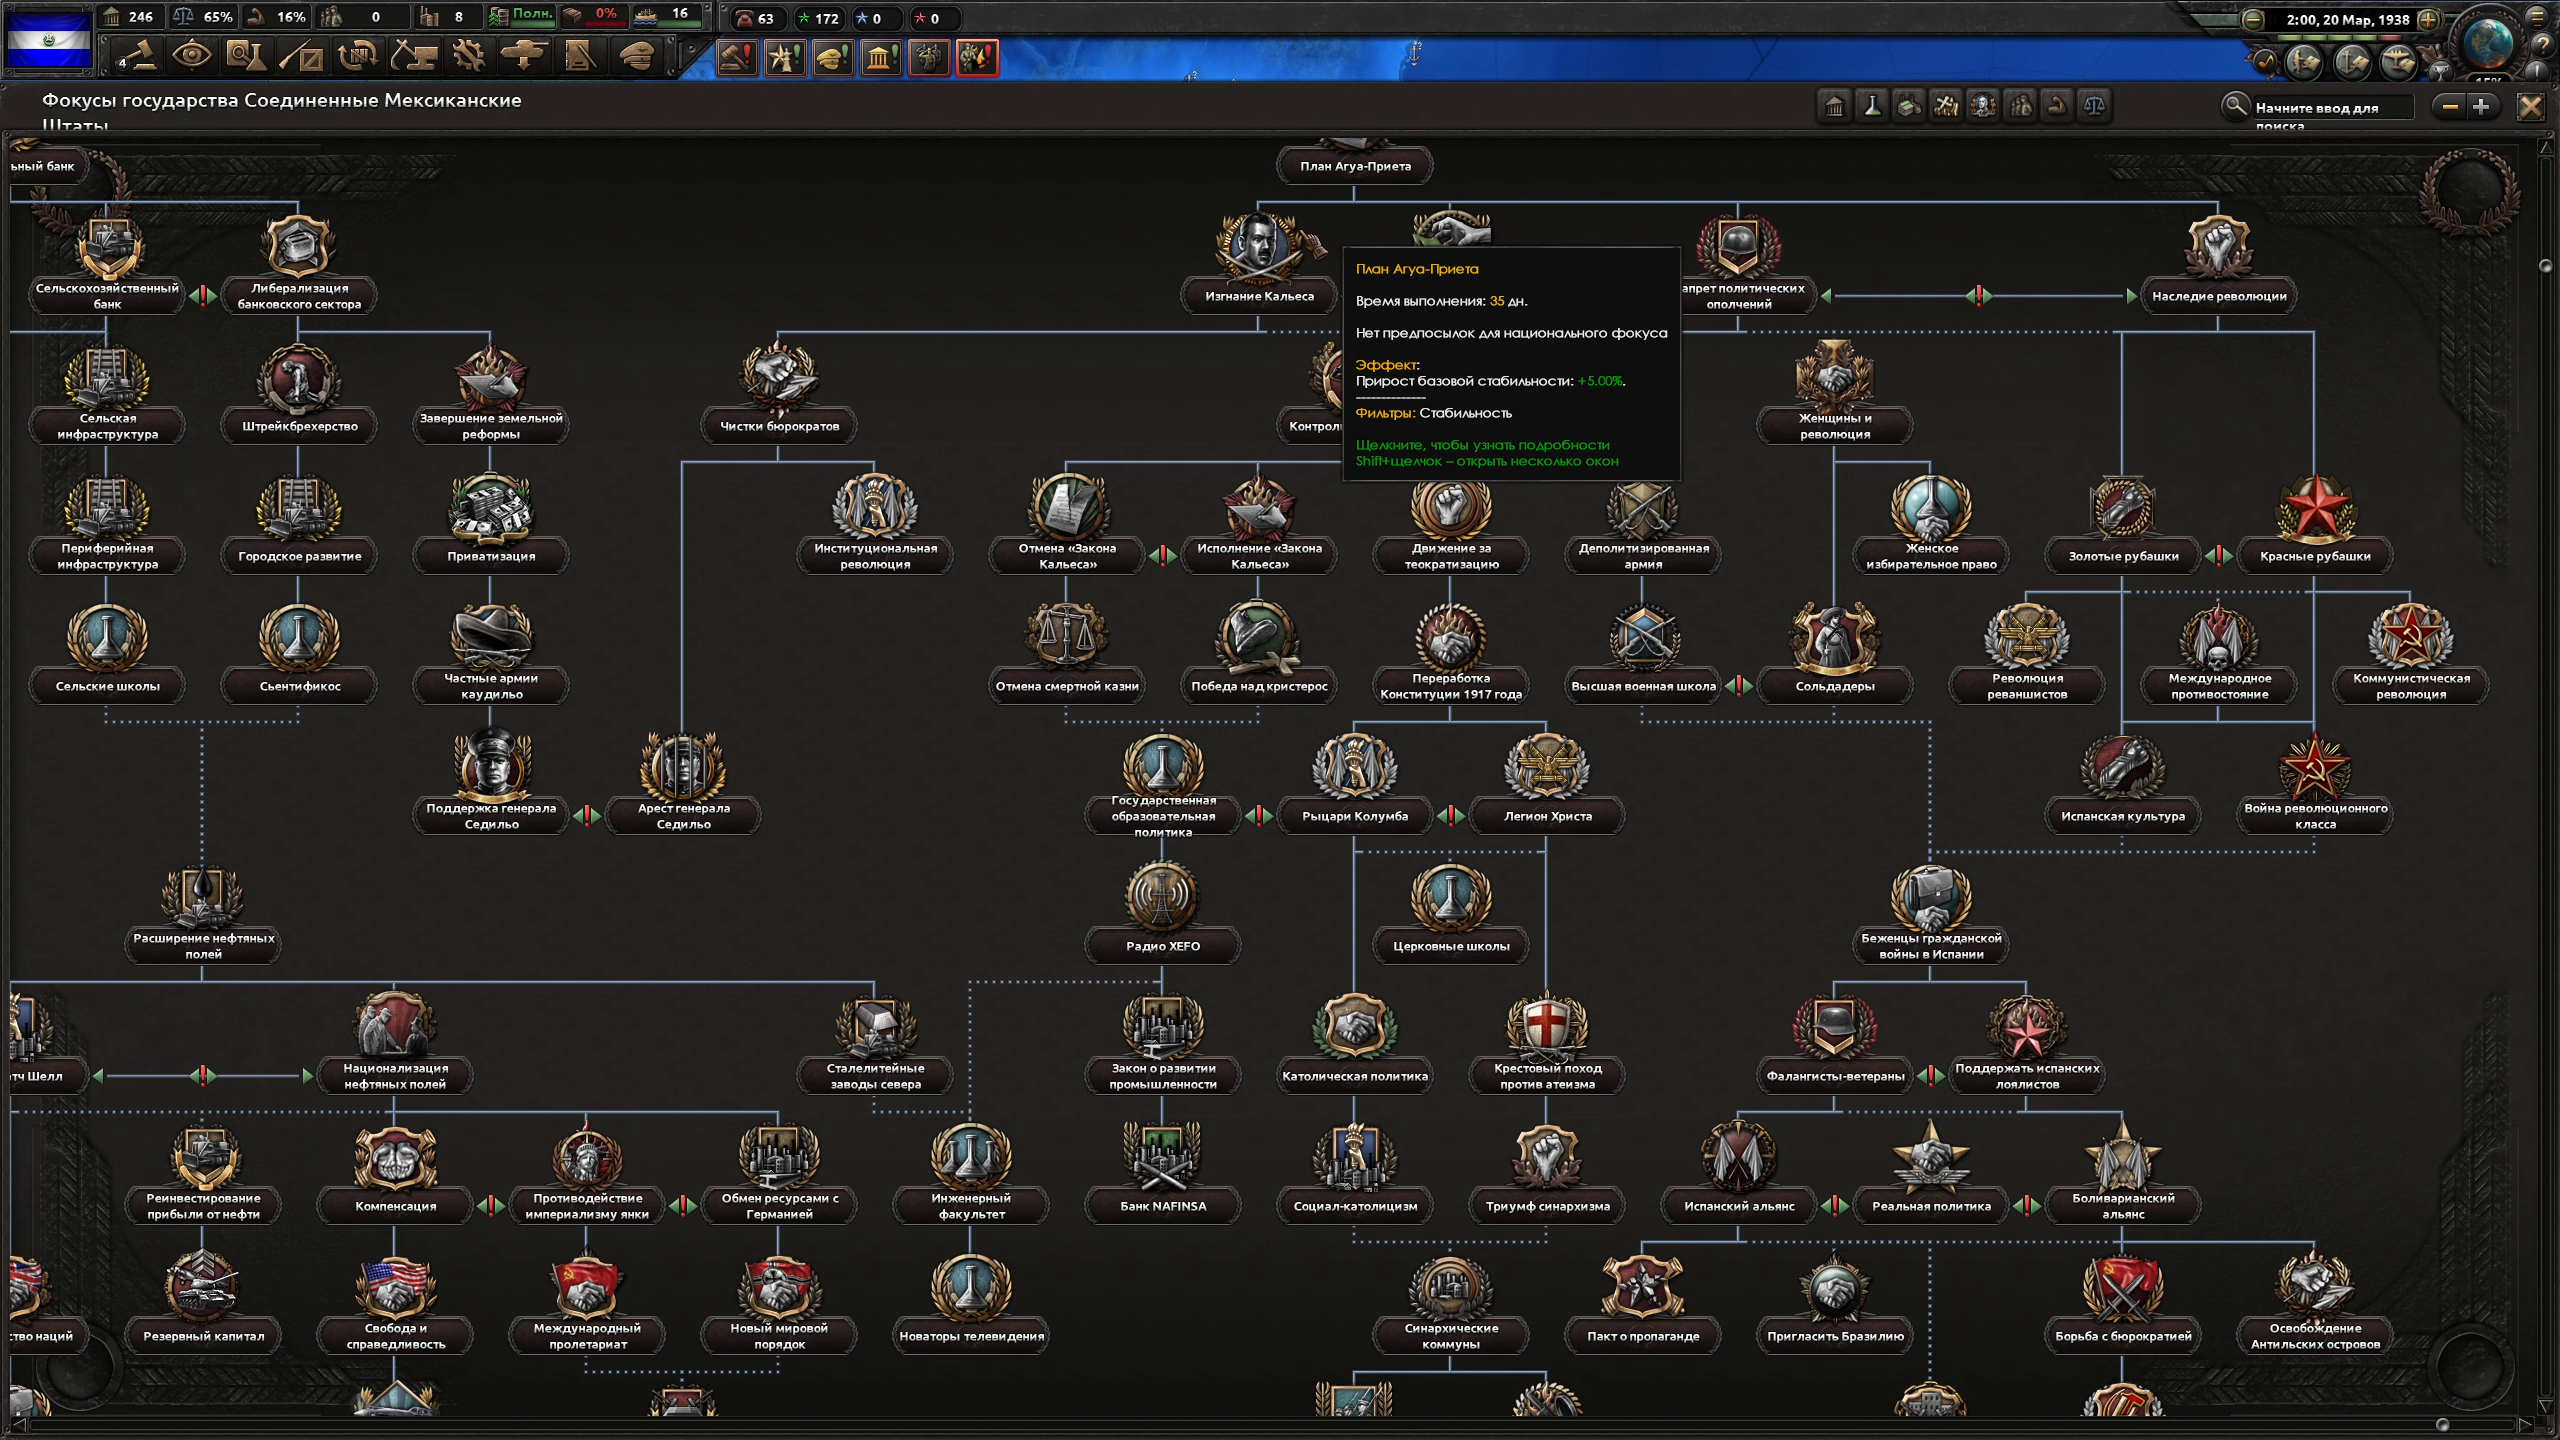 246
65%
16%
0
8
Полн.
0%
16
63
172
0
0
2:00, 20 Мар, 1938
4
15%
Фокусы государства Соединенные Мексиканские
Штаты
Начните ввод для
поиска
ьный банк
План Агуа-Приета
Сельскохозяйственный
банк
Либерализация
банковского сектора
Изгнание Кальеса
апрет политических
ополчений
Наследие революции
План Агуа-Приета
Время выполнения: 35 дн.
Нет предпосылок для национального фокуса
Эффект:
Прирост базовой стабильности: +5.00%.
--------------
Фильтры: Стабильность
Щелкните, чтобы узнать подробности
Shift+щелчок – открыть несколько окон
Сельская
инфраструктура
Штрейкбрехерство
Завершение земельной
реформы
Чистки бюрократов
Контрол
Женщины и
революция
Периферийная
инфраструктура
Городское развитие
Приватизация
Институциональная
революция
Отмена «Закона
Кальеса»
Исполнение «Закона
Кальеса»
Движение за
теократизацию
Деполитизированная
армия
Женское
избирательное право
Золотые рубашки
Красные рубашки
Сельские школы
Сьентификос
Частные армии
каудильо
Отмена смертной казни
Победа над кристерос
Переработка
Конституции 1917 года
Высшая военная школа
Сольдадеры
Революция
реваншистов
Международное
противостояние
Коммунистическая
революция
Поддержка генерала
Седильо
Арест генерала
Седильо
Государственная
образовательная
политика
Рыцари Колумба
Легион Христа
Испанская культура
Война революционного
класса
Расширение нефтяных
полей
Радио XEFO
Церковные школы
Беженцы гражданской
войны в Испании
тч Шелл
Национализация
нефтяных полей
Сталелитейные
заводы севера
Закон о развитии
промышленности
Католическая политика
Крестовый поход
против атеизма
Фалангисты-ветераны
Поддержать испанских
лоялистов
Реинвестирование
прибыли от нефти
Компенсация
Противодействие
империализму янки
Обмен ресурсами с
Германией
Инженерный
факультет
Банк NAFINSA
Социал-католицизм
Триумф синархизма
Испанский альянс
Реальная политика
Боливарианский
альянс
ство наций
Резервный капитал
Свобода и
справедливость
Международный
пролетариат
Новый мировой
порядок
Новаторы телевидения
Синархические
коммуны
Пакт о пропаганде
Пригласить Бразилию
Борьба с бюрократией
Освобождение
Антильских островов